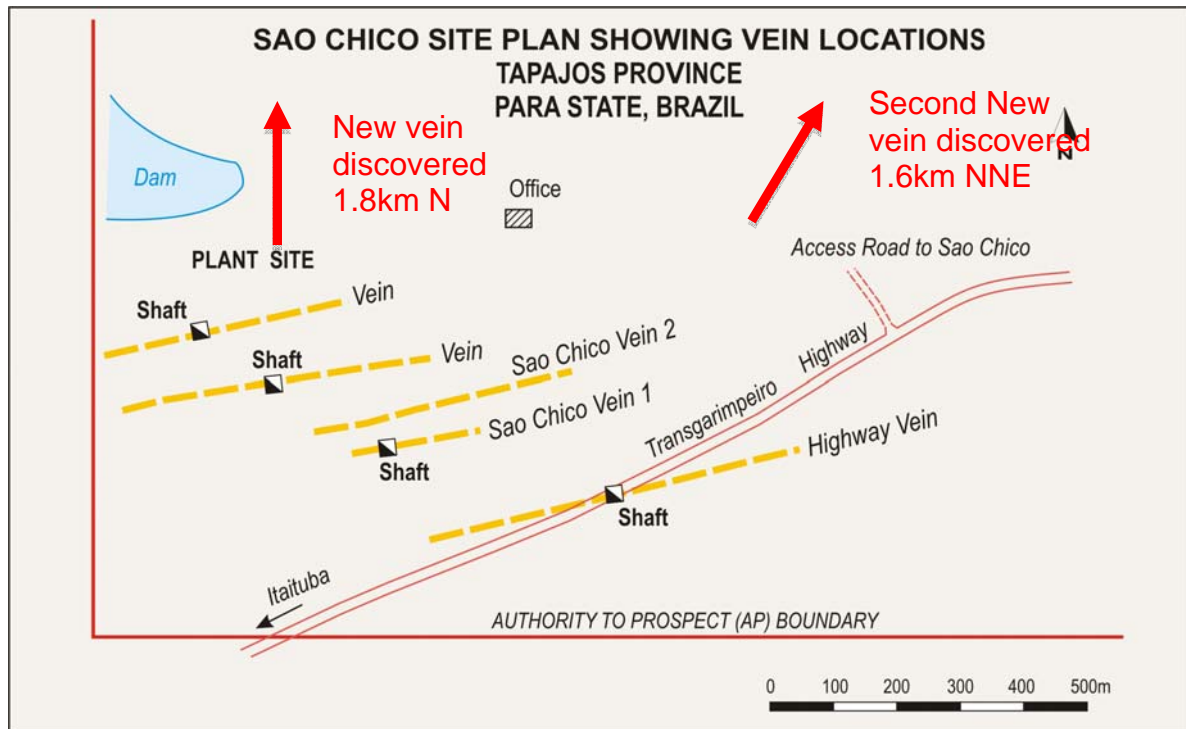 SAO CHICO SITE PLAN SHOWING VEIN LOCATIONS
TAPAJOS PROVINCE
PARA STATE, BRAZIL
New vein
discovered
1.8km N
Second New
vein discovered
1.6km NNE
N
Dam
Office
PLANT SITE
Access Road to Sao Chico
Shaft
Vein
Shaft
Vein
Sao Chico Vein 2
Sao Chico Vein 1
Shaft
Transgarimpeiro Highway
Highway Vein
Shaft
Itaituba
AUTHORITY TO PROSPECT (AP) BOUNDARY
0 100 200 300 400 500m